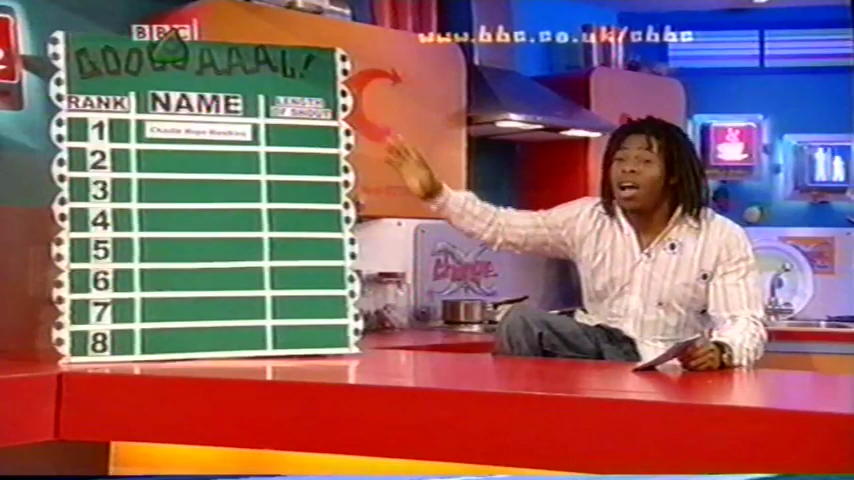 BBC
www.bbc.co.uk/cbbc
GOOOAAAL!
RANK NAME LENGTH OF SHOOT
1 Charlie Hope Hawkins
2
3
4
5
6
7
8